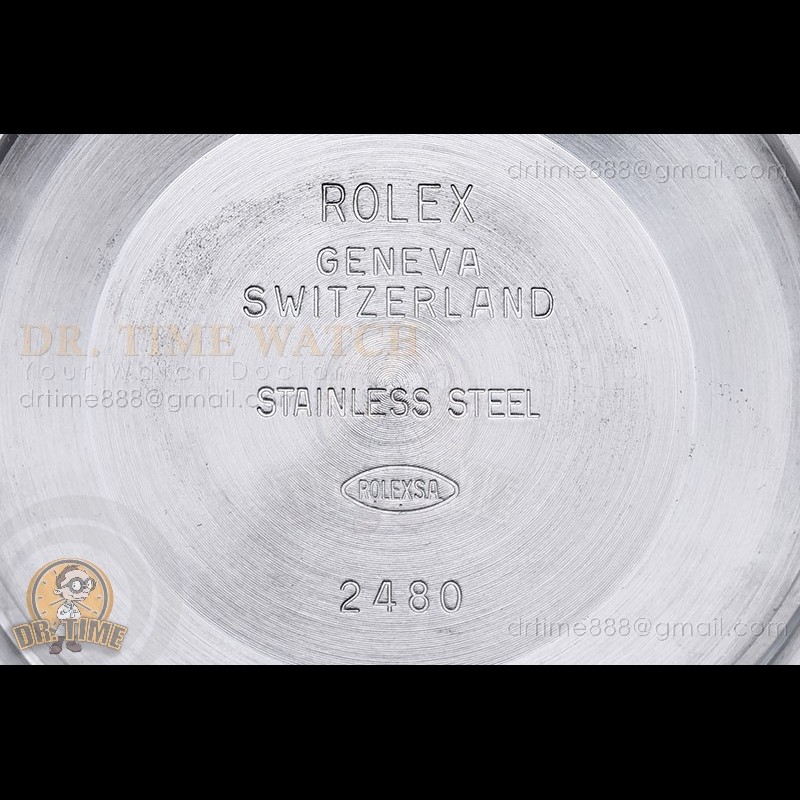 drtime888@gmail.com
ROLEX
GENEVA
SWITZERLAND
DR. TIME WATCH
Your Watch Doctor
drtime888@gmail.com
STAINLESS STEEL
ROLEXSA
2480
DR. TIME
drtime888@gmail.com